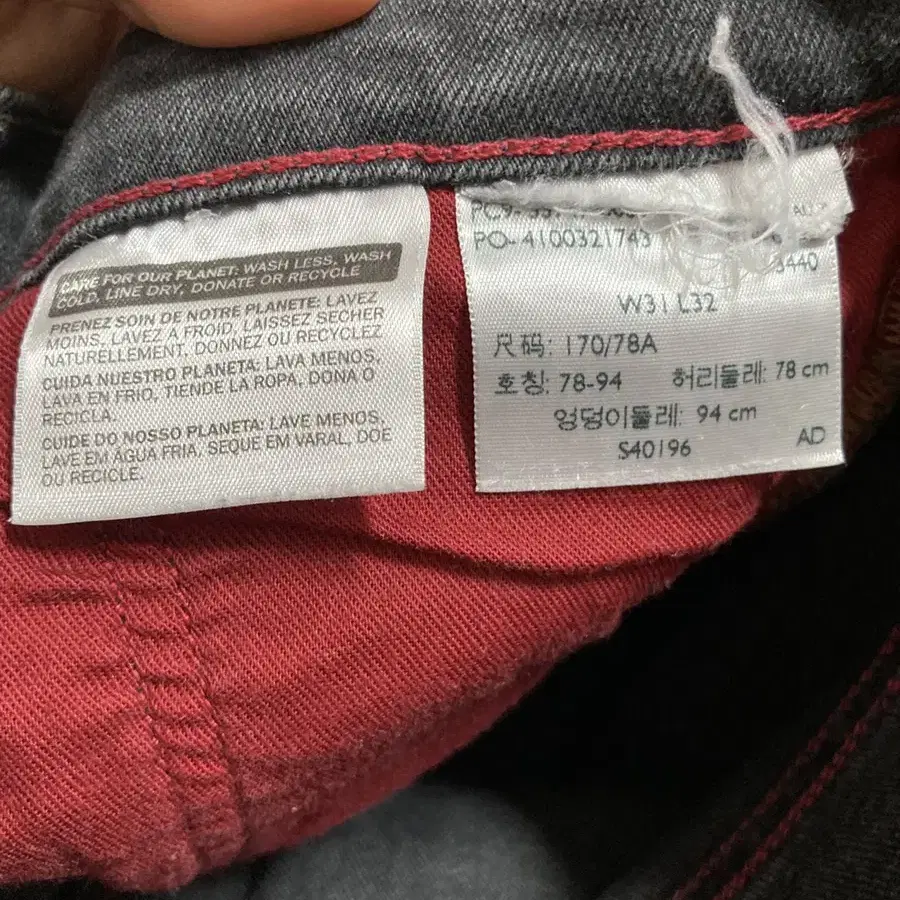 CARE FOR OUR PLANET: WASH LESS, WASH
COLD, LINE DRY, DONATE OR RECYCLE
PRENEZ SOIN DE NOTRE PLANETE: LAVEZ
MOINS, LAVEZ A FROID, LAISSEZ SECHER
NATURELLEMENT, DONNEZ OU RECYCLEZ
CUIDA NUESTRO PLANETA: LAVA MENOS,
LAVA EN FRIO, TIENDE LA ROPA, DONA O
RECICLA.
CUIDE DO NOSSO PLANETA: LAVE MENOS,
LAVE EM ÁGUA FRIA, SEQUE EM VARAL, DOE
OU RECICLE.
PO- 4100321743
3440
W31 L32
尺码: 170/78A
호칭: 78-94 허리둘레: 78 cm
엉덩이둘레: 94 cm
S40196 AD